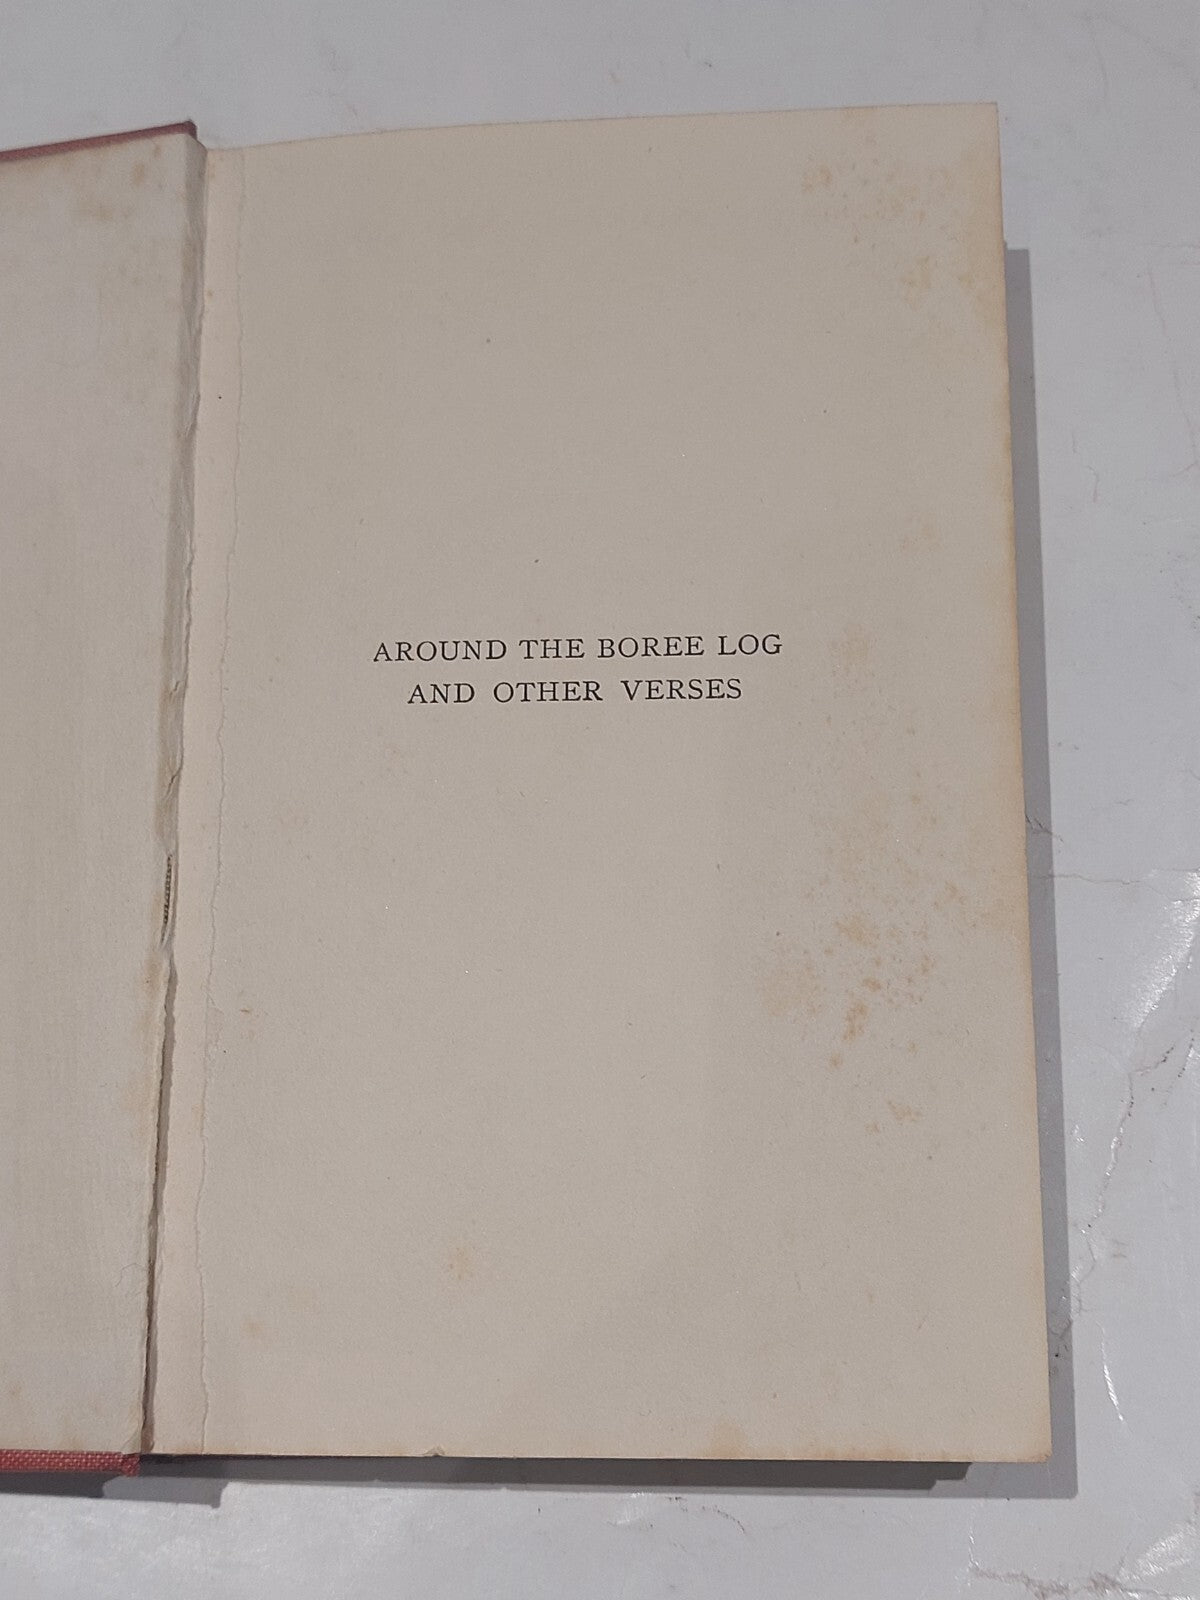 AROUND THE BOREE LOG
AND OTHER VERSES